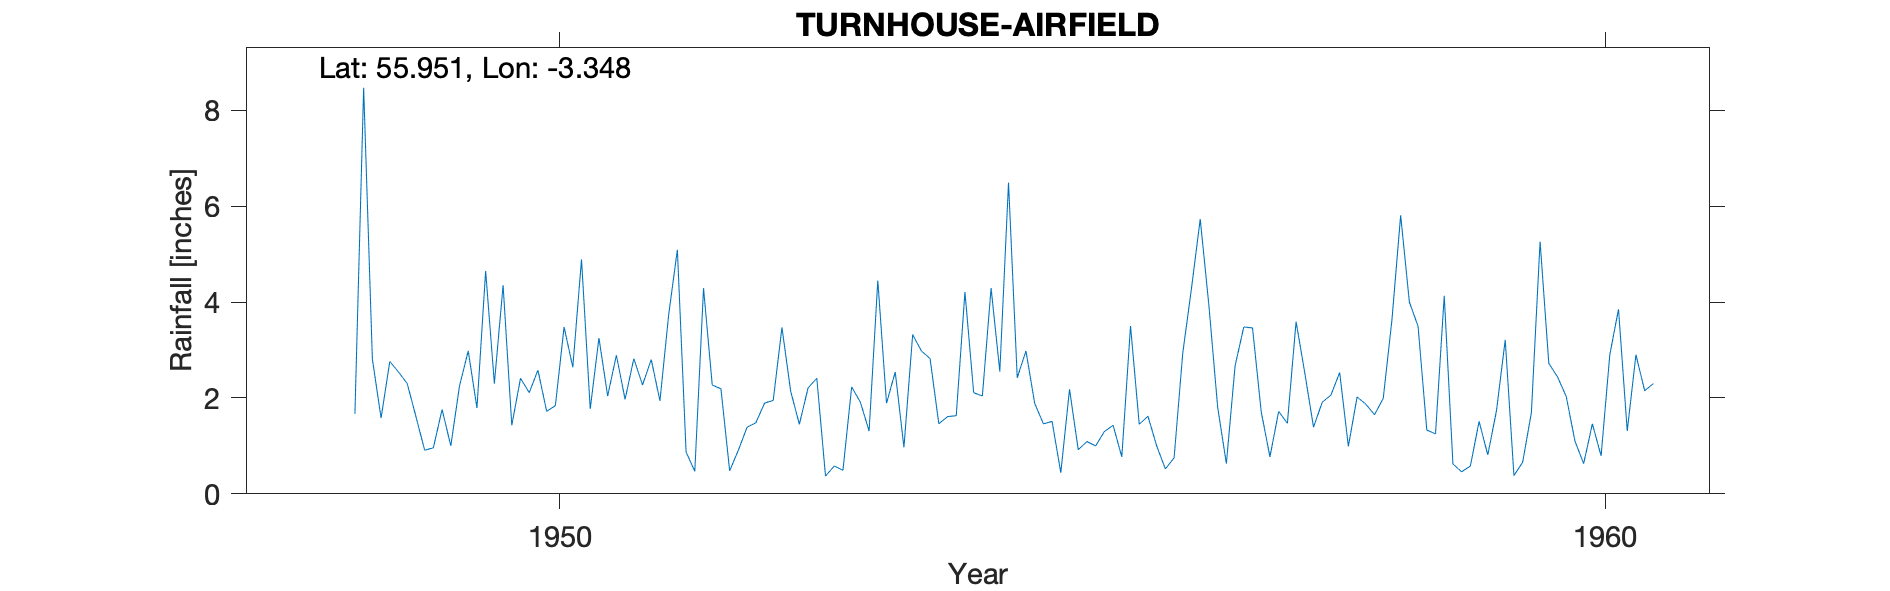 TURNHOUSE-AIRFIELD
Lat: 55.951, Lon: -3.348
8
6
4
2
0
Rainfall [inches]
1950
1960
Year